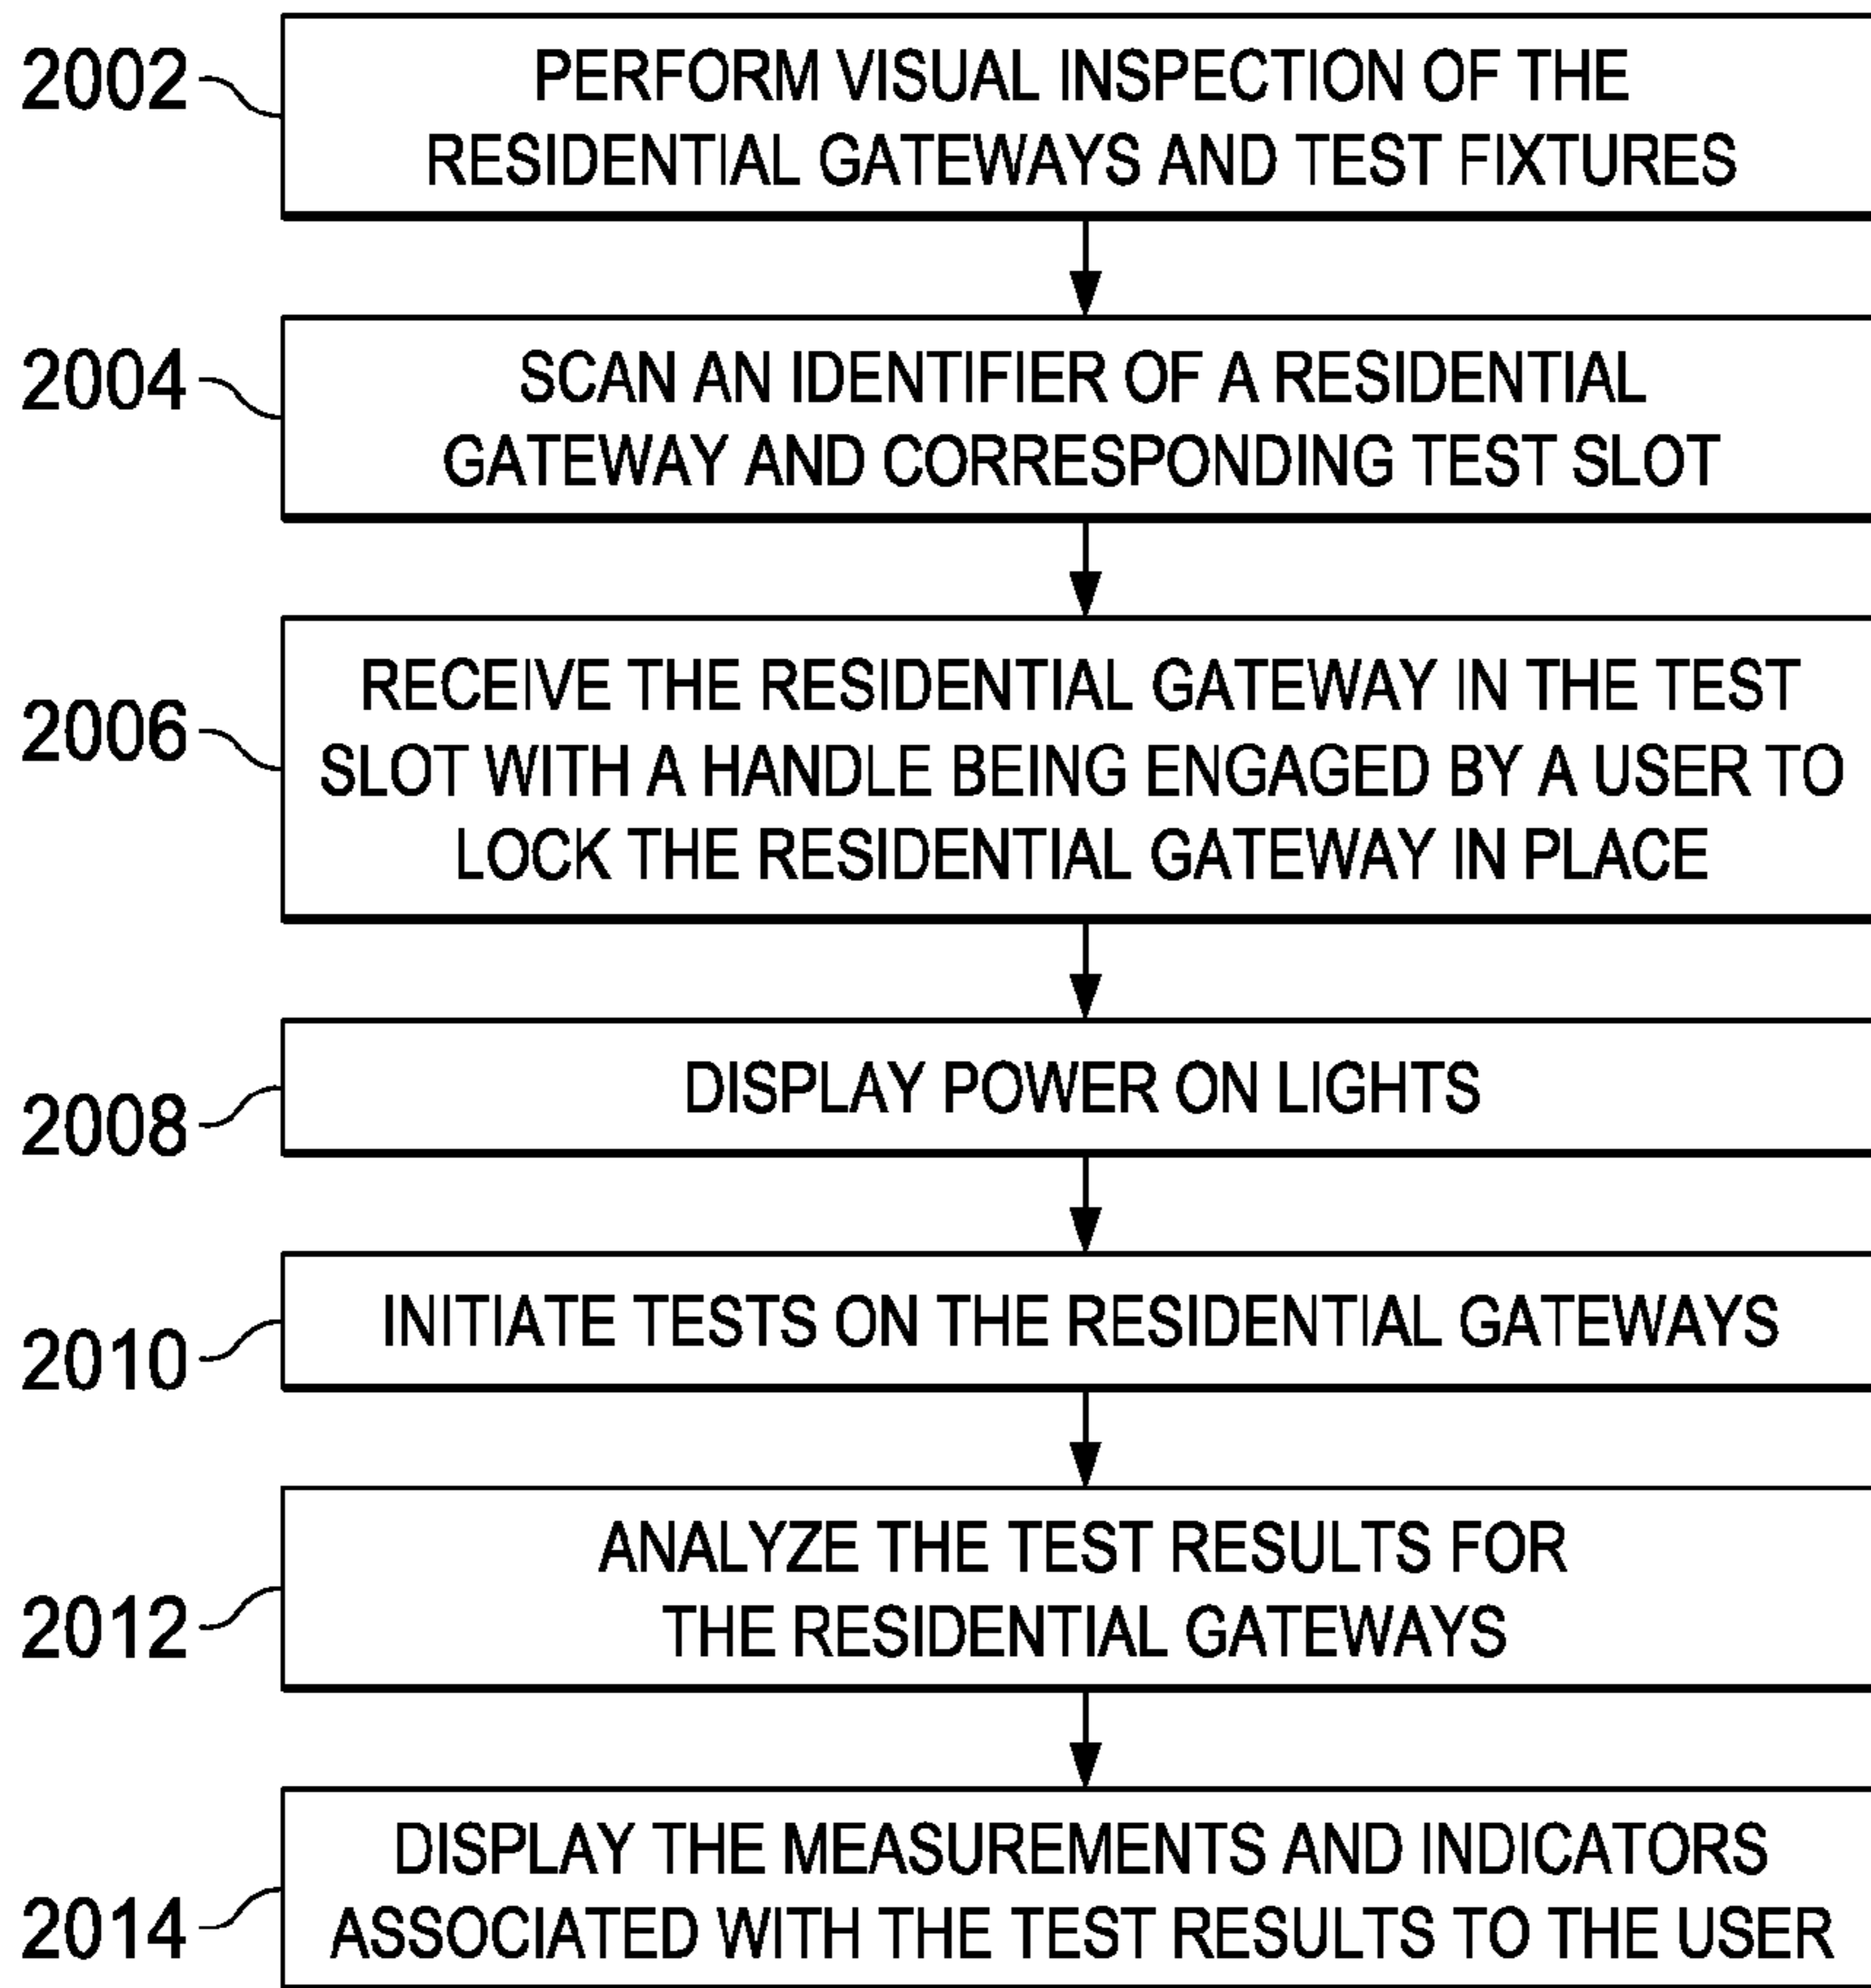 2002
PERFORM VISUAL INSPECTION OF THE
RESIDENTIAL GATEWAYS AND TEST FIXTURES
2004
SCAN AN IDENTIFIER OF A RESIDENTIAL
GATEWAY AND CORRESPONDING TEST SLOT
2006
RECEIVE THE RESIDENTIAL GATEWAY IN THE TEST
SLOT WITH A HANDLE BEING ENGAGED BY A USER TO
LOCK THE RESIDENTIAL GATEWAY IN PLACE
2008
DISPLAY POWER ON LIGHTS
2010
INITIATE TESTS ON THE RESIDENTIAL GATEWAYS
2012
ANALYZE THE TEST RESULTS FOR
THE RESIDENTIAL GATEWAYS
2014
DISPLAY THE MEASUREMENTS AND INDICATORS
ASSOCIATED WITH THE TEST RESULTS TO THE USER